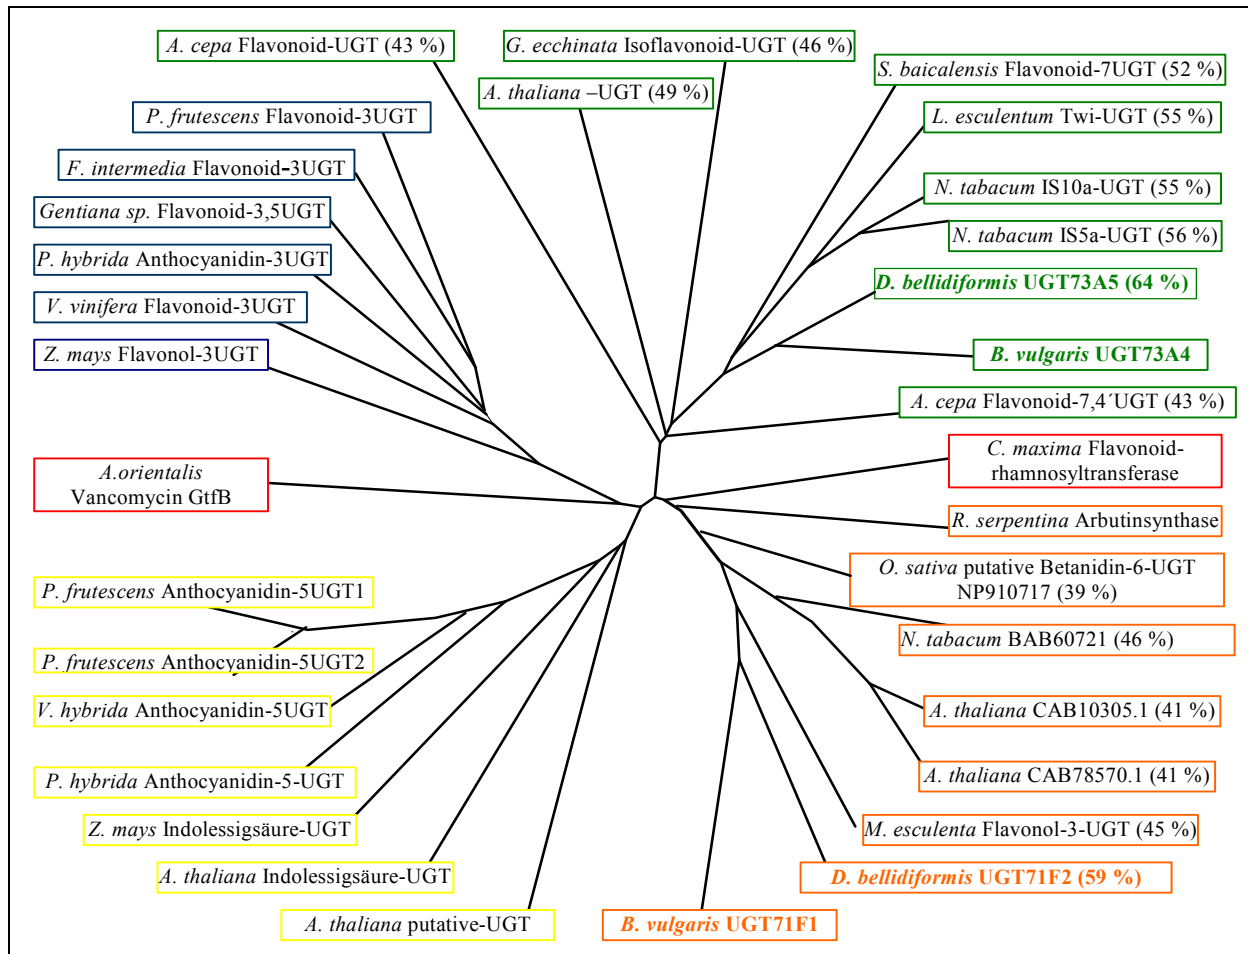 A. cepa Flavonoid-UGT (43 %)
G. ecchinata Isoflavonoid-UGT (46 %)
A. thaliana –UGT (49 %)
S. baicalensis Flavonoid-7UGT (52 %)
P. frutescens Flavonoid-3UGT
L. esculentum Twi-UGT (55 %)
F. intermedia Flavonoid-3UGT
N. tabacum IS10a-UGT (55 %)
Gentiana sp. Flavonoid-3,5UGT
N. tabacum IS5a-UGT (56 %)
P. hybrida Anthocyanidin-3UGT
D. bellidiformis UGT73A5 (64 %)
V. vinifera Flavonoid-3UGT
Z. mays Flavonol-3UGT
B. vulgaris UGT73A4
A. cepa Flavonoid-7,4´UGT (43 %)
A.orientalis
Vancomycin GtfB
C. maxima Flavonoid-
rhamnosyltransferase
R. serpentina Arbutinsynthase
O. sativa putative Betanidin-6-UGT
NP910717 (39 %)
P. frutescens Anthocyanidin-5UGT1
N. tabacum BAB60721 (46 %)
P. frutescens Anthocyanidin-5UGT2
V. hybrida Anthocyanidin-5UGT
A. thaliana CAB10305.1 (41 %)
P. hybrida Anthocyanidin-5-UGT
A. thaliana CAB78570.1 (41 %)
Z. mays Indolessigsäure-UGT
M. esculenta Flavonol-3-UGT (45 %)
A. thaliana Indolessigsäure-UGT
D. bellidiformis UGT71F2 (59 %)
A. thaliana putative-UGT
B. vulgaris UGT71F1